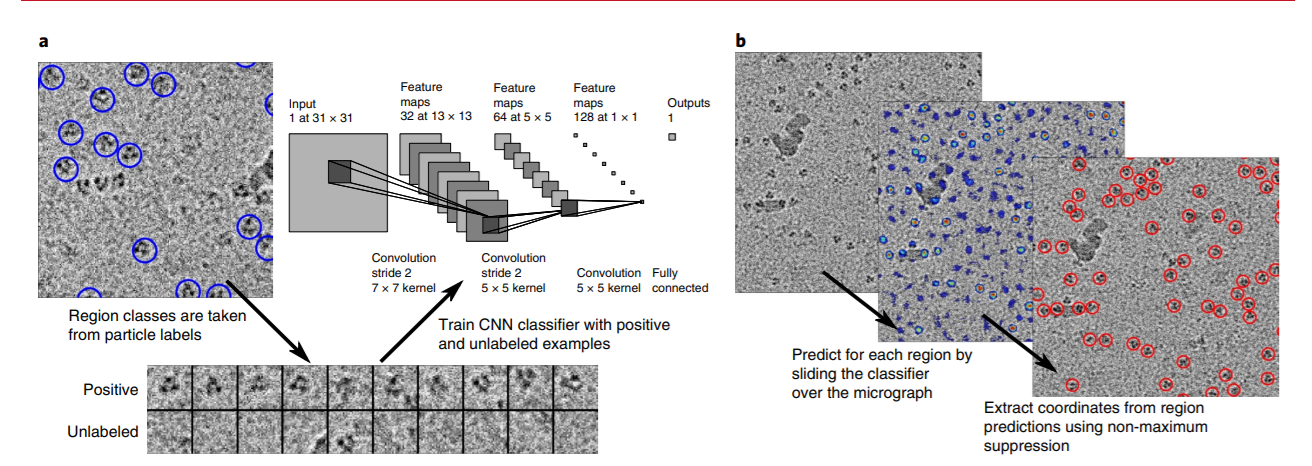 a
Input
1 at 31 × 31
Feature
maps
32 at 13 × 13
Feature
maps
64 at 5 × 5
Feature
maps
128 at 1 × 1
Outputs
1
Convolution
stride 2
7 × 7 kernel
Convolution
stride 2
5 × 5 kernel
Convolution
5 × 5 kernel
Fully
connected
Region classes are taken
from particle labels
Train CNN classifier with positive
and unlabeled examples
Positive
Unlabeled
b
Predict for each region by
sliding the classifier
over the micrograph
Extract coordinates from region
predictions using non-maximum
suppression